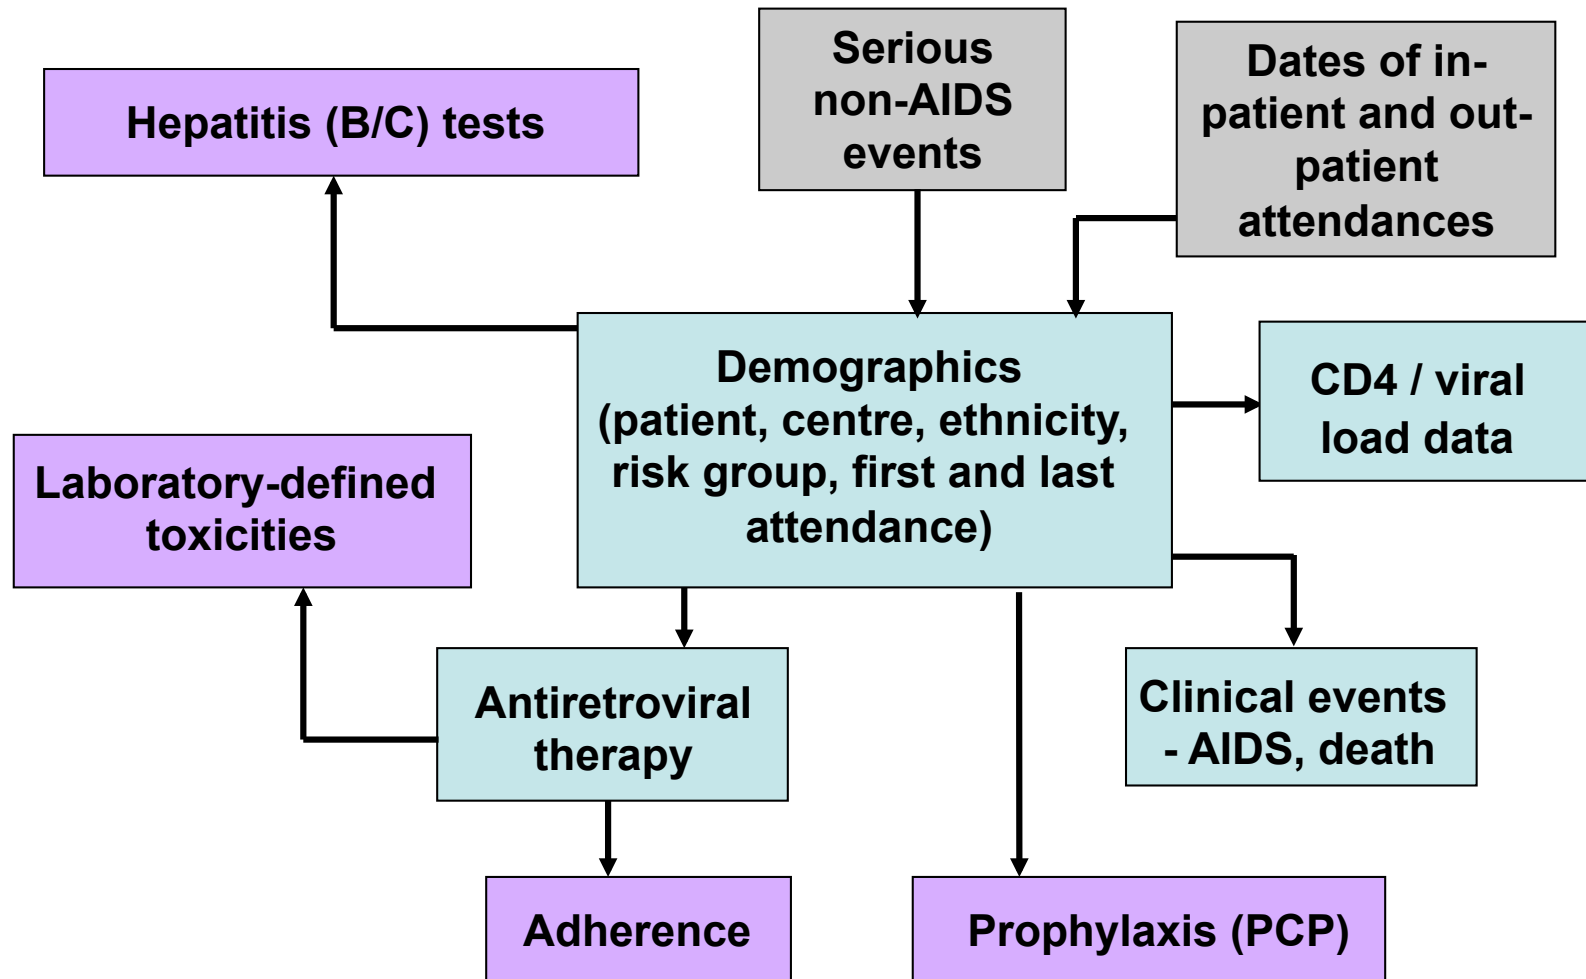 Serious
non-AIDS
events
Dates of in-
patient and out-
patient
attendances
Hepatitis (B/C) tests
Demographics
(patient, centre, ethnicity,
risk group, first and last
attendance)
CD4 / viral
load data
Laboratory-defined
toxicities
Antiretroviral
therapy
Clinical events
- AIDS, death
Adherence
Prophylaxis (PCP)